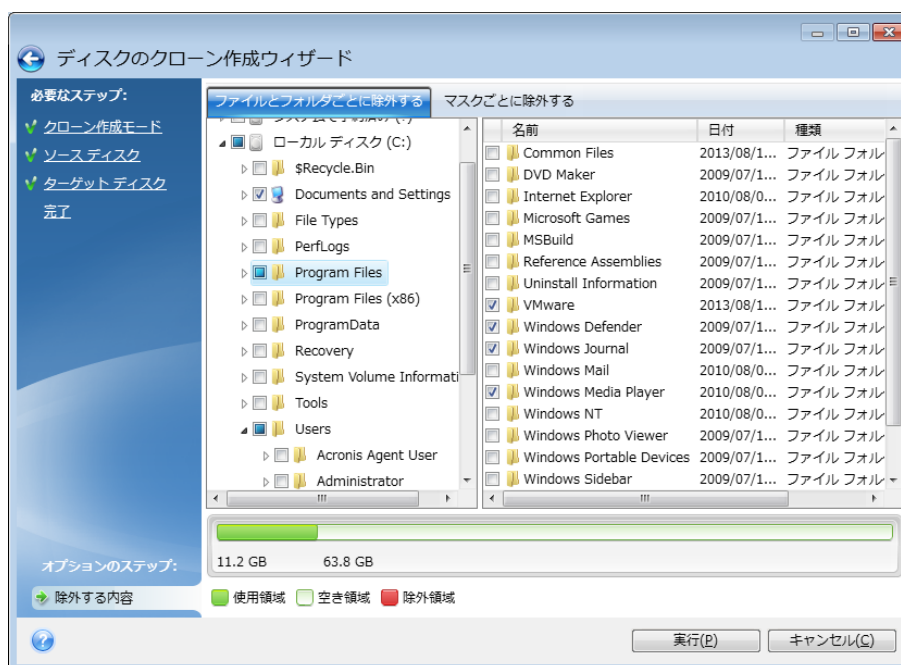 ディスクのクローン作成ウィザード
必要なステップ:
クローン作成モード
ソース ディスク
ターゲット ディスク
完了
オプションのステップ:
除外する内容
ファイルとフォルダごとに除外する
マスクごとに除外する
ローカル ディスク (C:)
$Recycle.Bin
Documents and Settings
File Types
PerfLogs
Program Files
Program Files (x86)
ProgramData
Recovery
System Volume Informati
Tools
Users
Acronis Agent User
Administrator
名前 日付 種類
Common Files 2013/08/1... ファイル フォル
DVD Maker 2009/07/1... ファイル フォル
Internet Explorer 2010/08/0... ファイル フォル
Microsoft Games 2009/07/1... ファイル フォル
MSBuild 2009/07/1... ファイル フォル
Reference Assemblies 2009/07/1... ファイル フォル
Uninstall Information 2009/07/1... ファイル フォル
VMware 2013/08/1... ファイル フォル
Windows Defender 2009/07/1... ファイル フォル
Windows Journal 2009/07/1... ファイル フォル
Windows Mail 2010/08/0... ファイル フォル
Windows Media Player 2010/08/0... ファイル フォル
Windows NT 2010/08/0... ファイル フォル
Windows Photo Viewer 2009/07/1... ファイル フォル
Windows Portable Devices 2009/07/1... ファイル フォル
Windows Sidebar 2009/07/1... ファイル フォル
11.2 GB 63.8 GB
使用領域 空き領域 除外領域
実行(P) キャンセル(C)